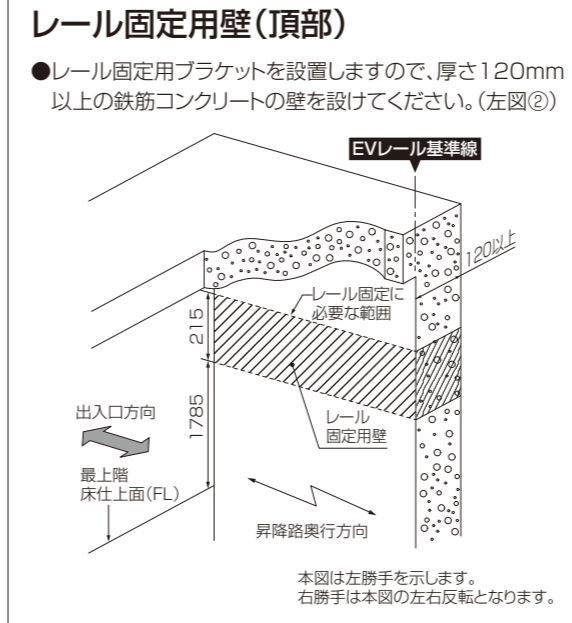 レール固定用壁(頂部)
●レール固定用ブラケットを設置しますので、厚さ120mm
以上の鉄筋コンクリートの壁を設けてください。(左図②)
EVレール基準線
120以上
レール固定に
必要な範囲
215
1785
レール
固定用壁
出入口方向
最上階
床仕上面(FL)
昇降路奥行方向
本図は左勝手を示します。
右勝手は本図の左右反転となります。